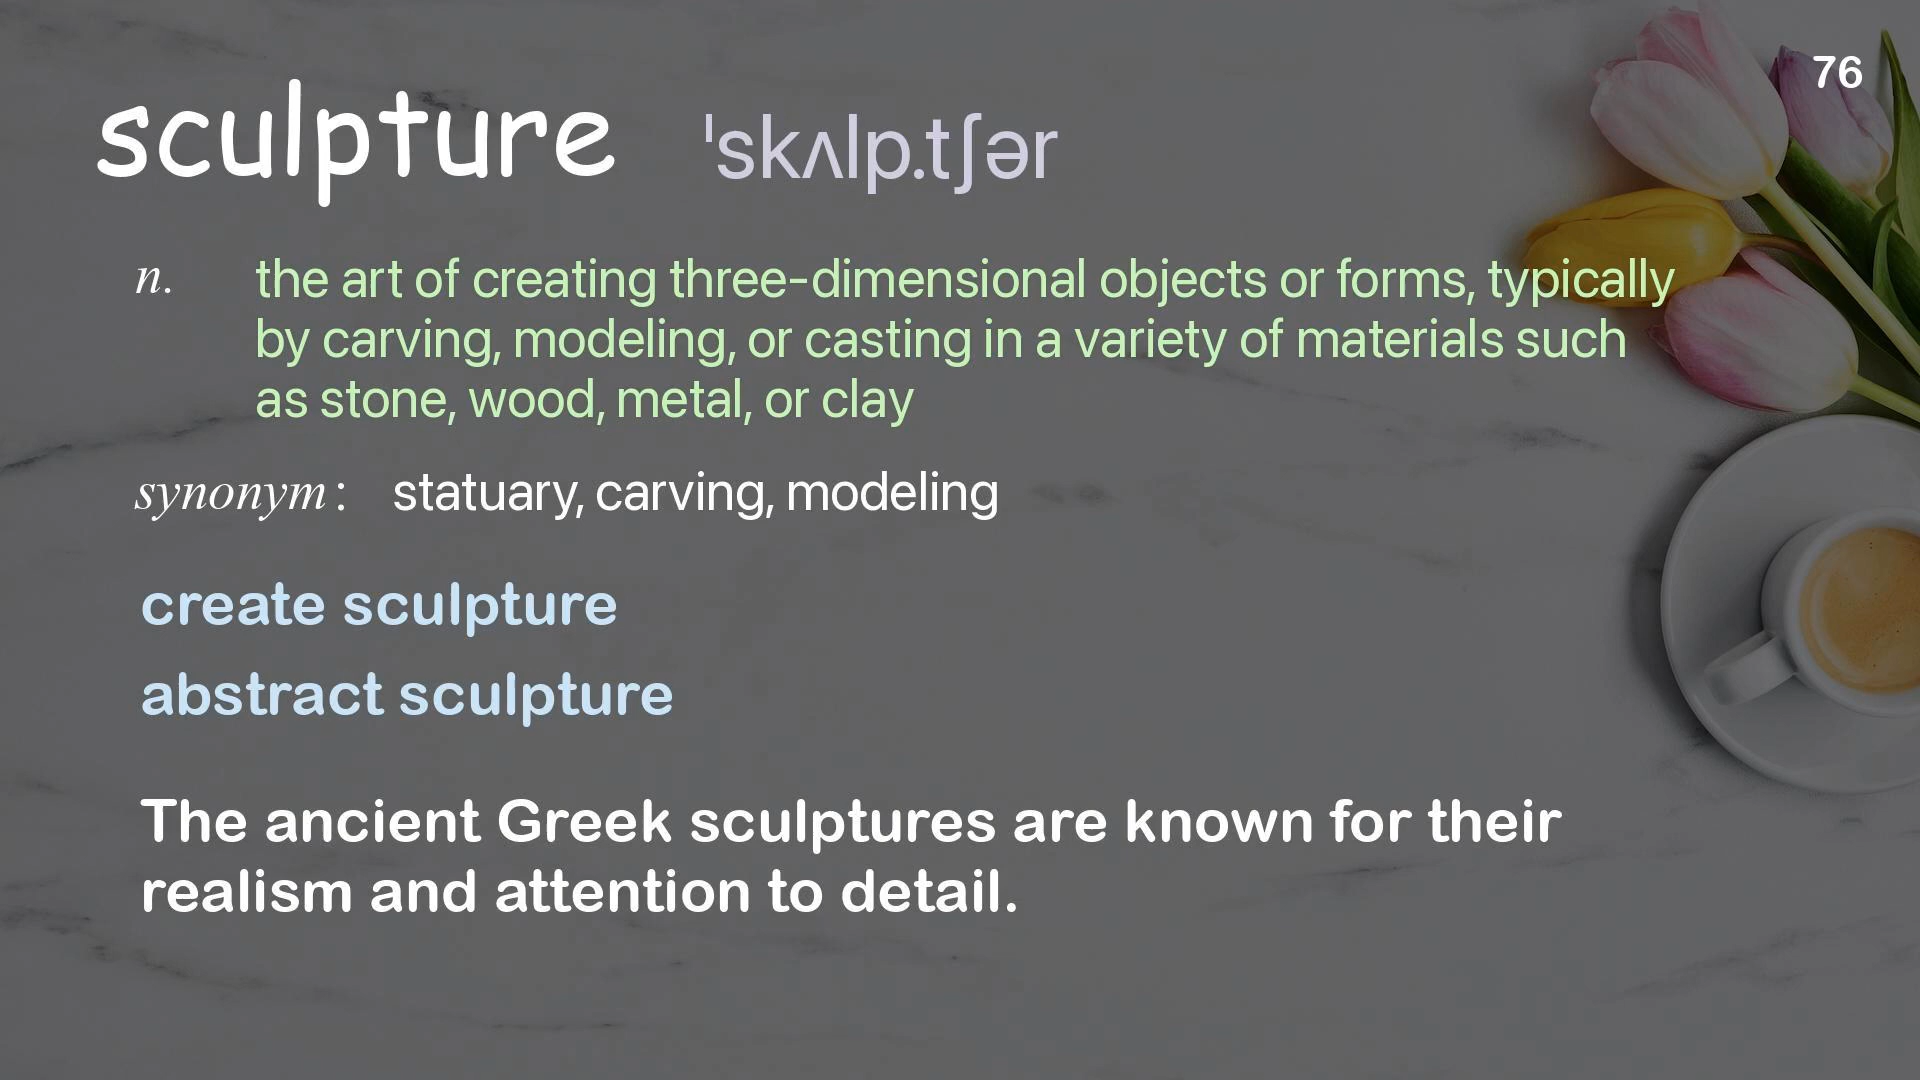 76
sculpture ˈskʌlp.tʃər
n. the art of creating three-dimensional objects or forms, typically
by carving, modeling, or casting in a variety of materials such
as stone, wood, metal, or clay
synonym: statuary, carving, modeling
create sculpture
abstract sculpture
The ancient Greek sculptures are known for their
realism and attention to detail.